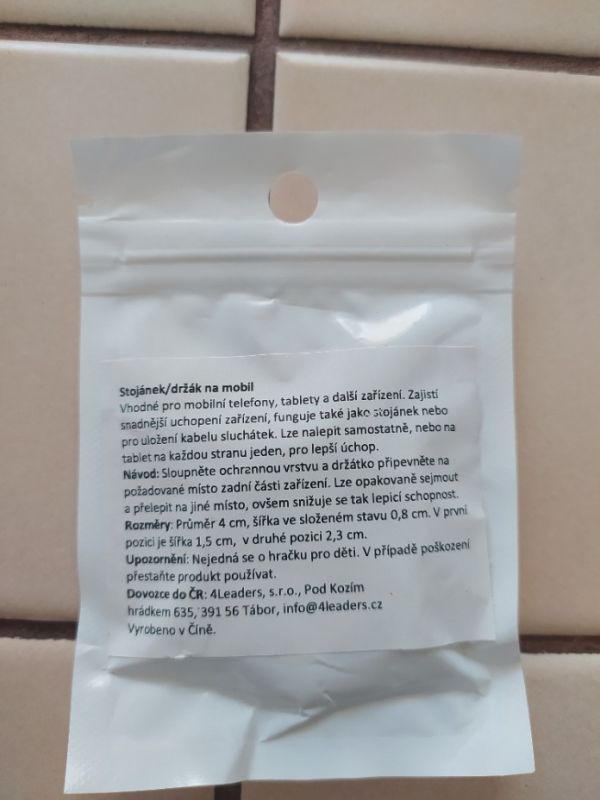 Stojánek/držák na mobil
Vhodné pro mobilní telefony, tablety a další zařízení. Zajistí
snadnější uchopení zařízení, funguje také jako stojánek nebo
pro uložení kabelu sluchátek. Lze nalepit samostatně, nebo na
tablet na každou stranu jeden, pro lepší úchop.
Návod: Sloupněte ochrannou vrstvu a držátko připevněte na
požadované místo zadní části zařízení. Lze opakovaně sejmout
a přelepit na jiné místo, ovšem snižuje se tak lepicí schopnost.
Rozměry: Průměr 4 cm, šířka ve složeném stavu 0,8 cm. V první
pozici je šířka 1,5 cm, v druhé pozici 2,3 cm.
Upozornění: Nejedná se o hračku pro děti. V případě poškození
přestaňte produkt používat.
Dovozce do ČR: 4Leaders, s.r.o., Pod Kozím
hrádkem 635, 391 56 Tábor, info@4leaders.cz
Vyrobeno v Číně.